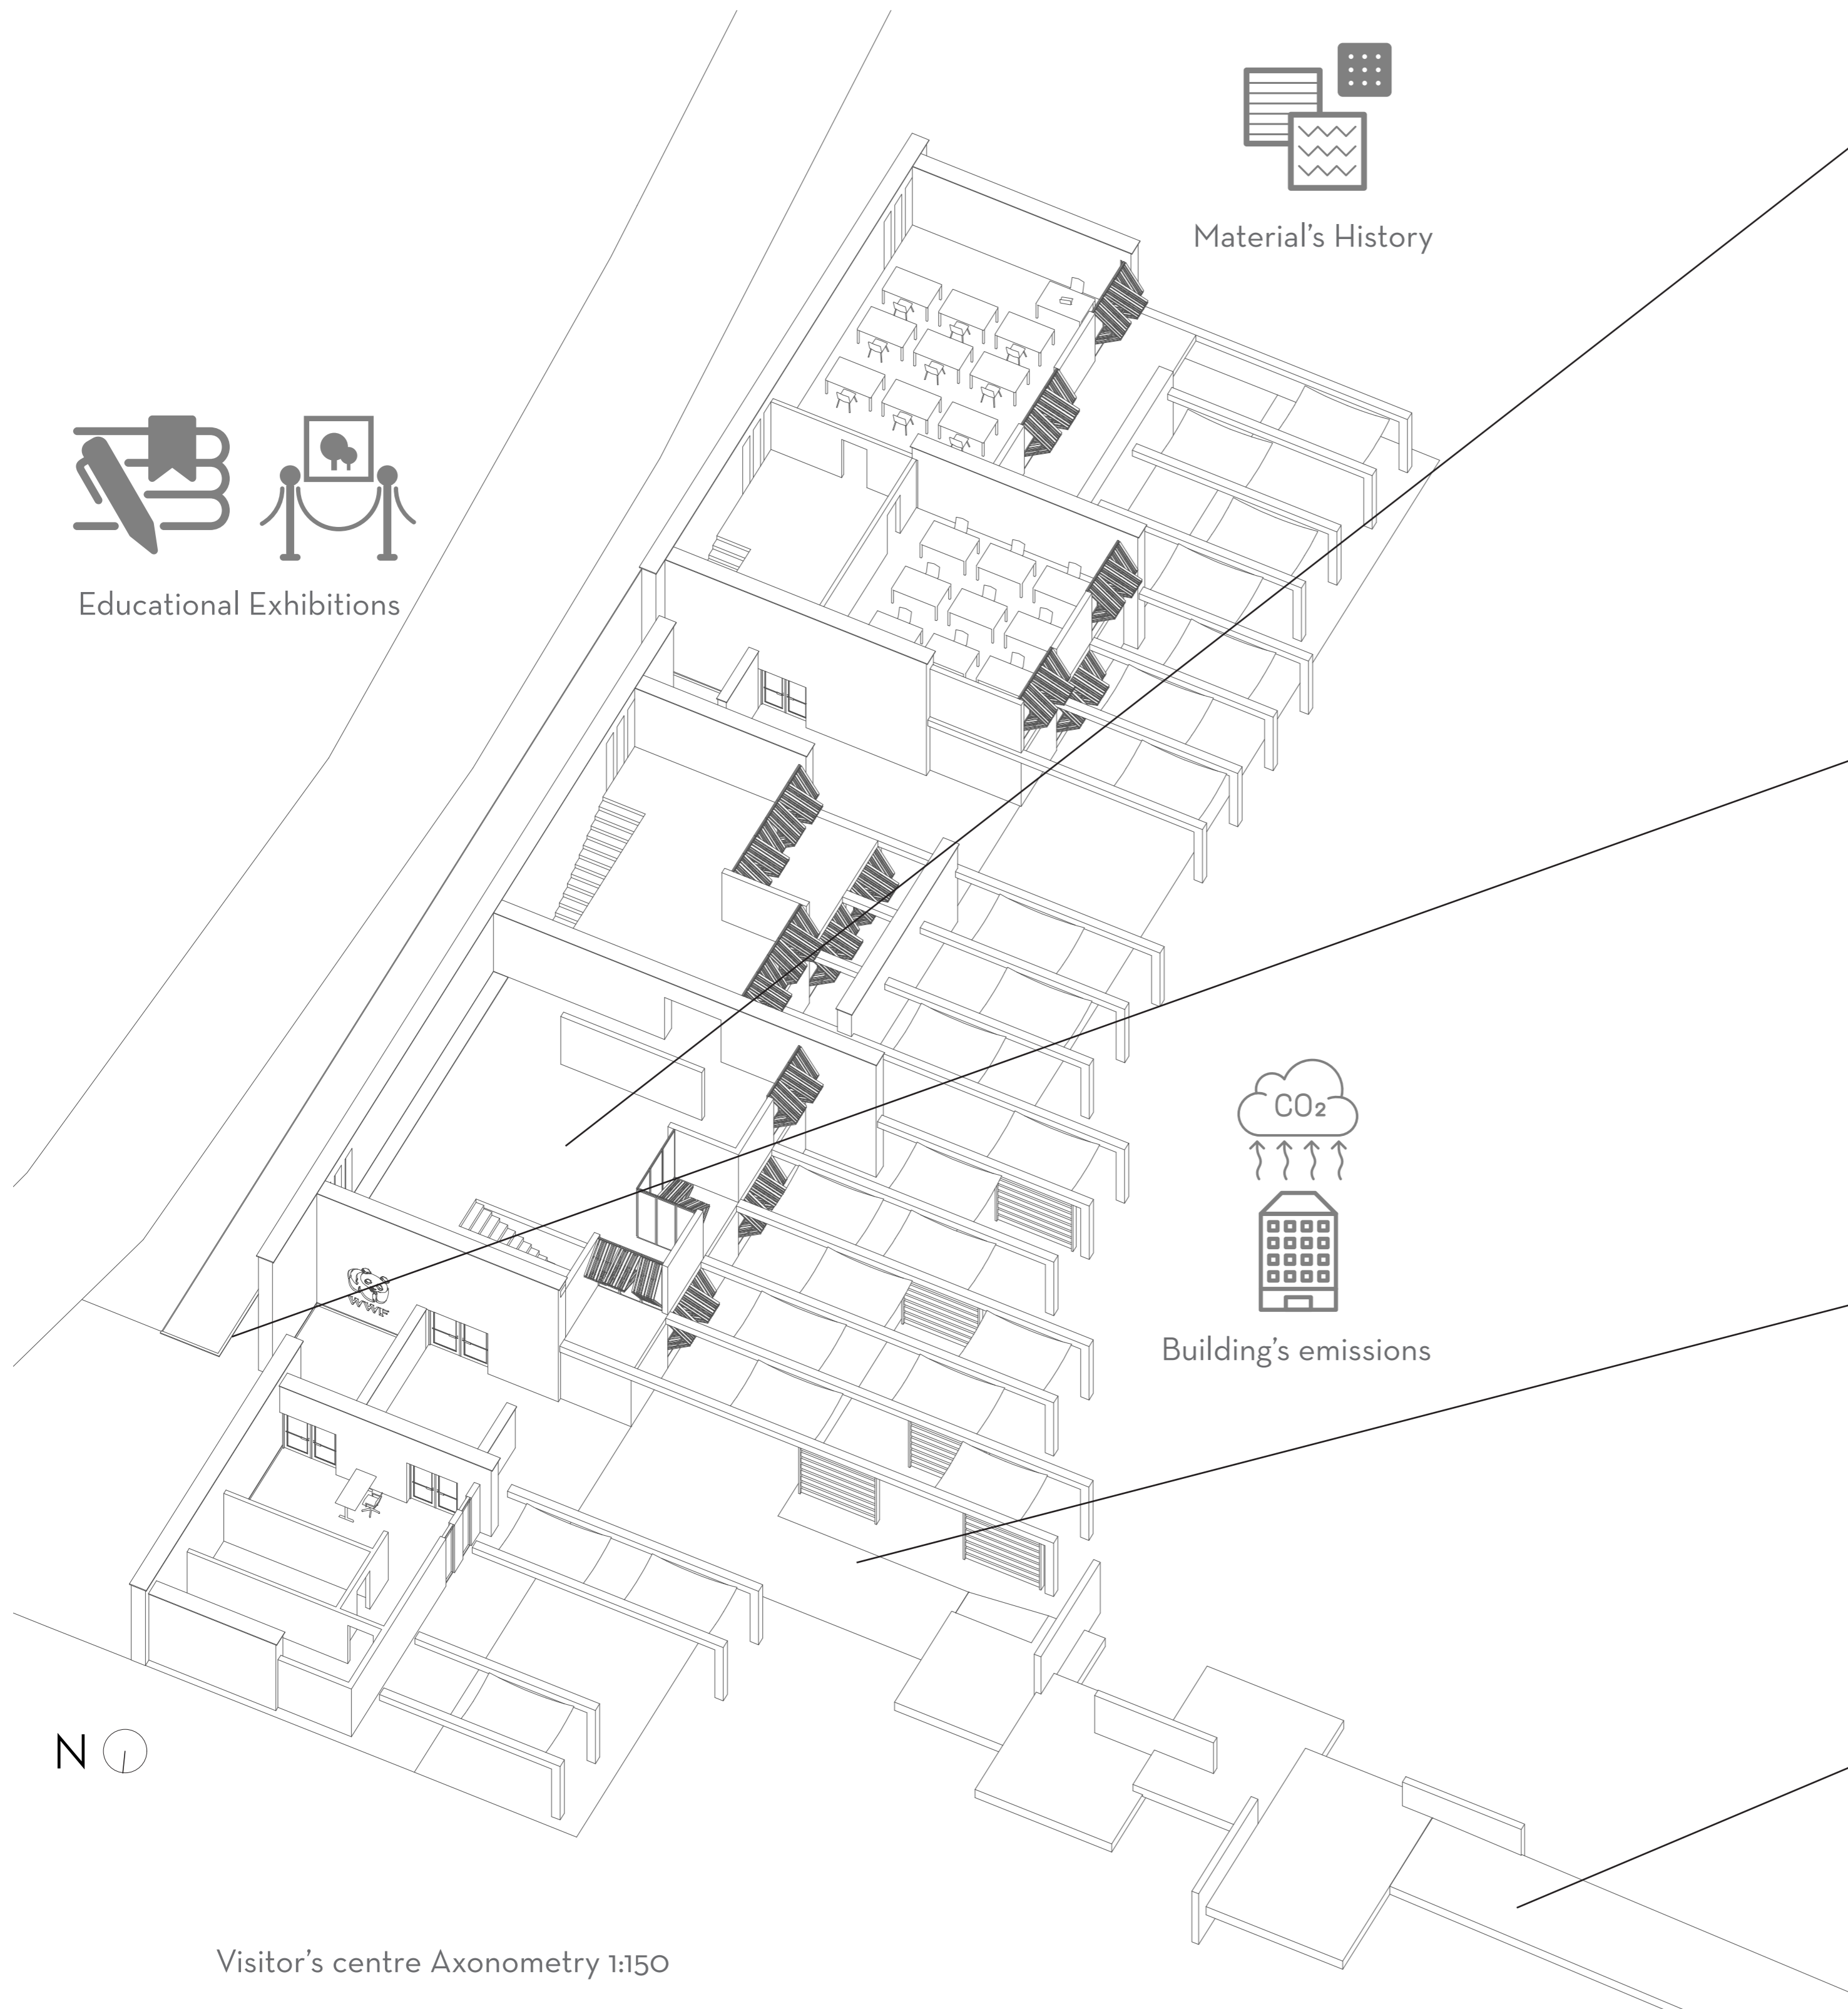 Material's History
Educational Exhibitions
WWF
CO₂
Building's emissions
N
Visitor's centre Axonometry 1:150